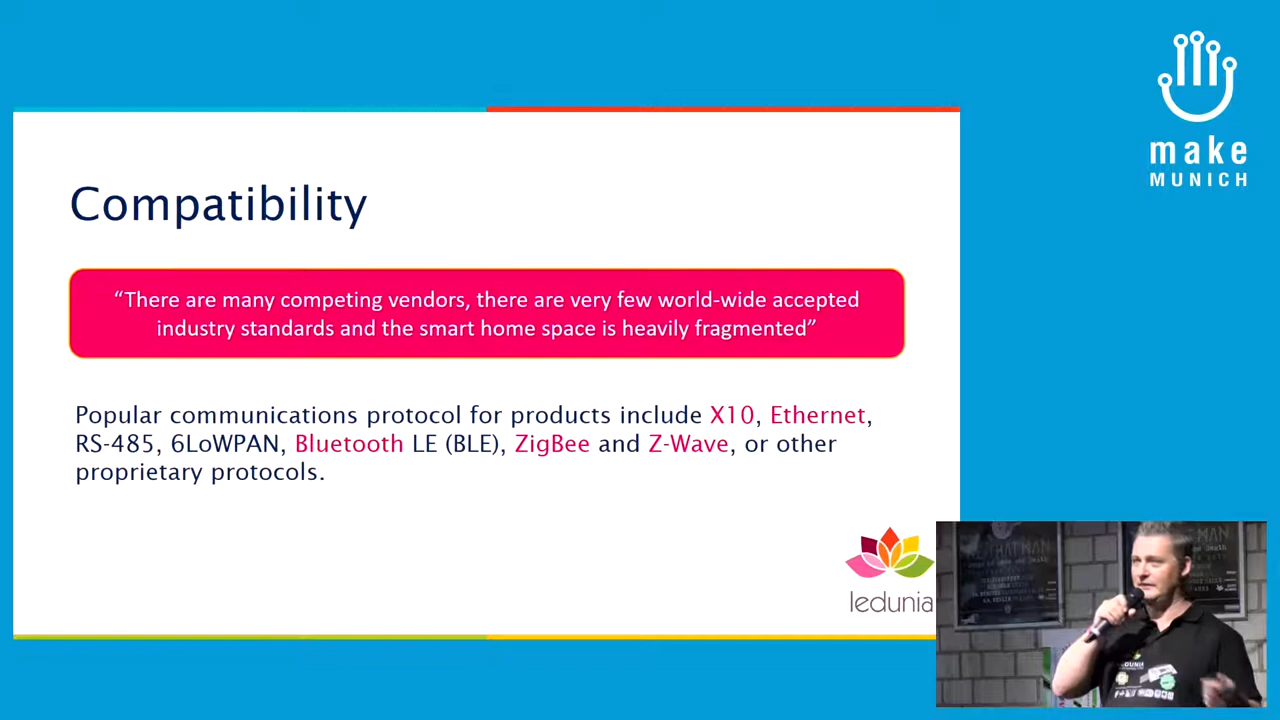 make
MUNICH
Compatibility
“There are many competing vendors, there are very few world-wide accepted
industry standards and the smart home space is heavily fragmented”
Popular communications protocol for products include X10, Ethernet,
RS-485, 6LoWPAN, Bluetooth LE (BLE), ZigBee and Z-Wave, or other
proprietary protocols.
ledunia